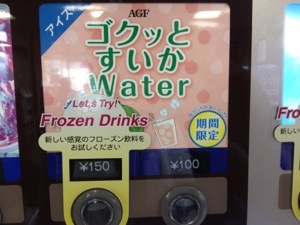 AGF
アイス
ゴクッと
すいか
Water
Let's Try!
Frozen Drinks
新しい感覚のフローズン飲料を
お試しください
期間
限定
¥150
¥100